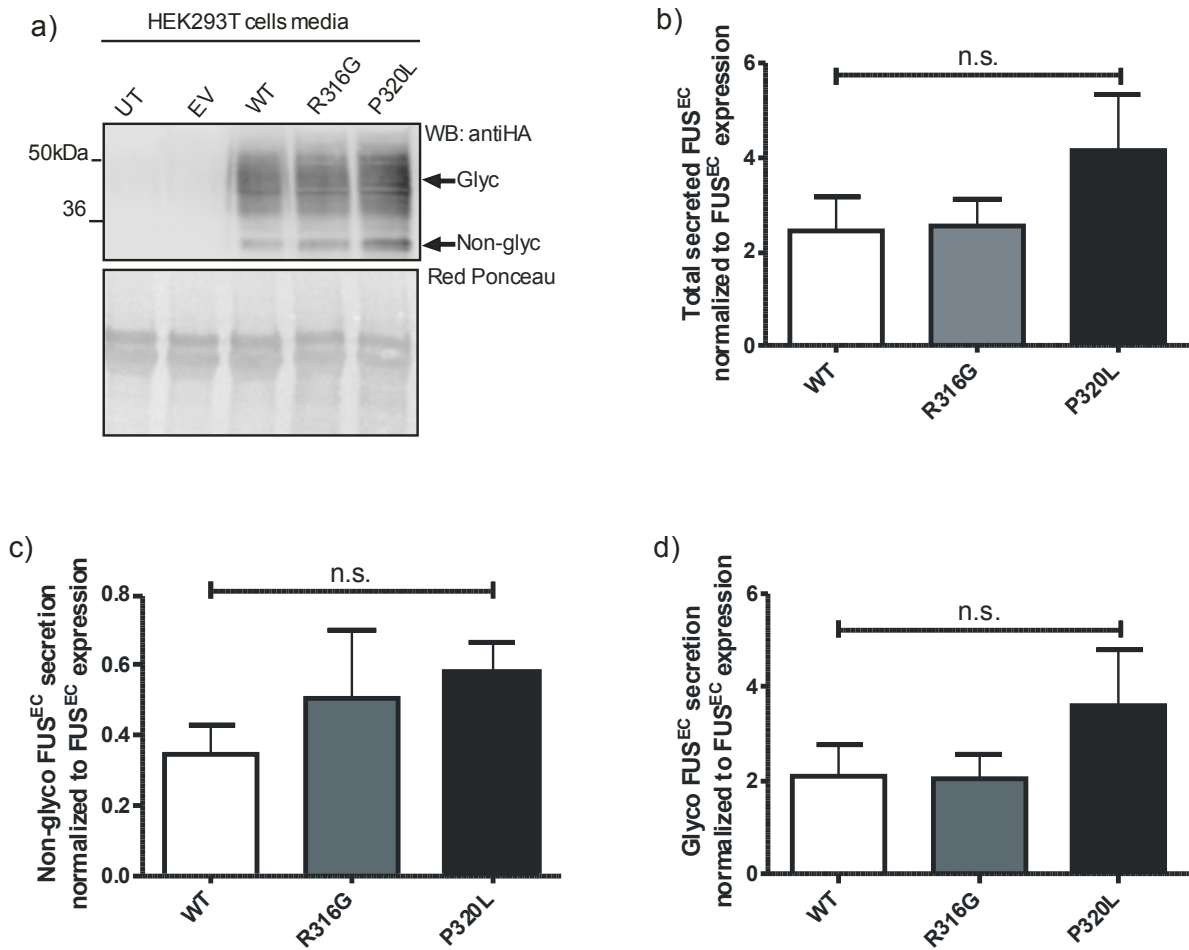 a)
HEK293T cells media
UT EV WT R316G P320L
WB: antiHA
50kDa
Glyc
36
Non-glyc
Red Ponceau
b)
Total secreted FUS^EC
normalized to FUS^EC expression
6
4
2
0
n.s.
WT R316G P320L
c)
Non-glyco FUS^EC secretion
normalized to FUS^EC expression
0.8
0.6
0.4
0.2
0.0
n.s.
WT R316G P320L
d)
Glyco FUS^EC secretion
normalized to FUS^EC expression
6
4
2
0
n.s.
WT R316G P320L